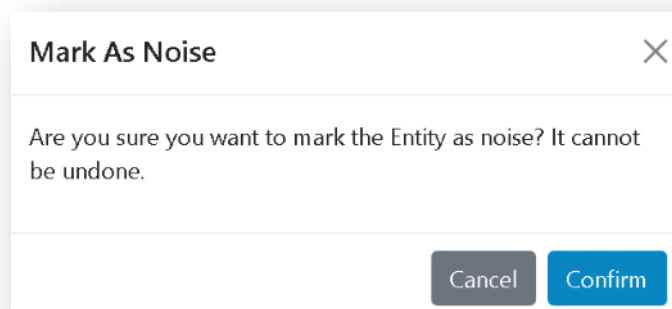 Mark As Noise
Are you sure you want to mark the Entity as noise? It cannot
be undone.
Cancel Confirm